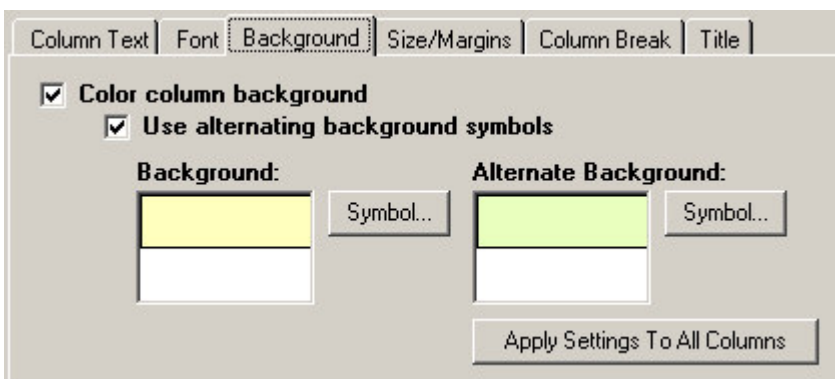 Column Text Font Background Size/Margins Column Break Title
Color column background
Use alternating background symbols
Background: Alternate Background:
Symbol... Symbol...
Apply Settings To All Columns